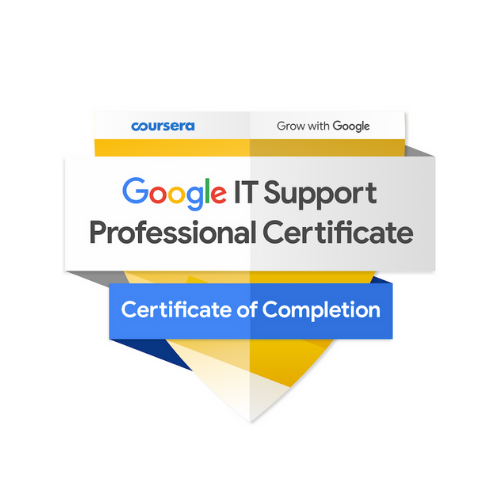 coursera Grow with Google
Google IT Support
Professional Certificate
Certificate of Completion